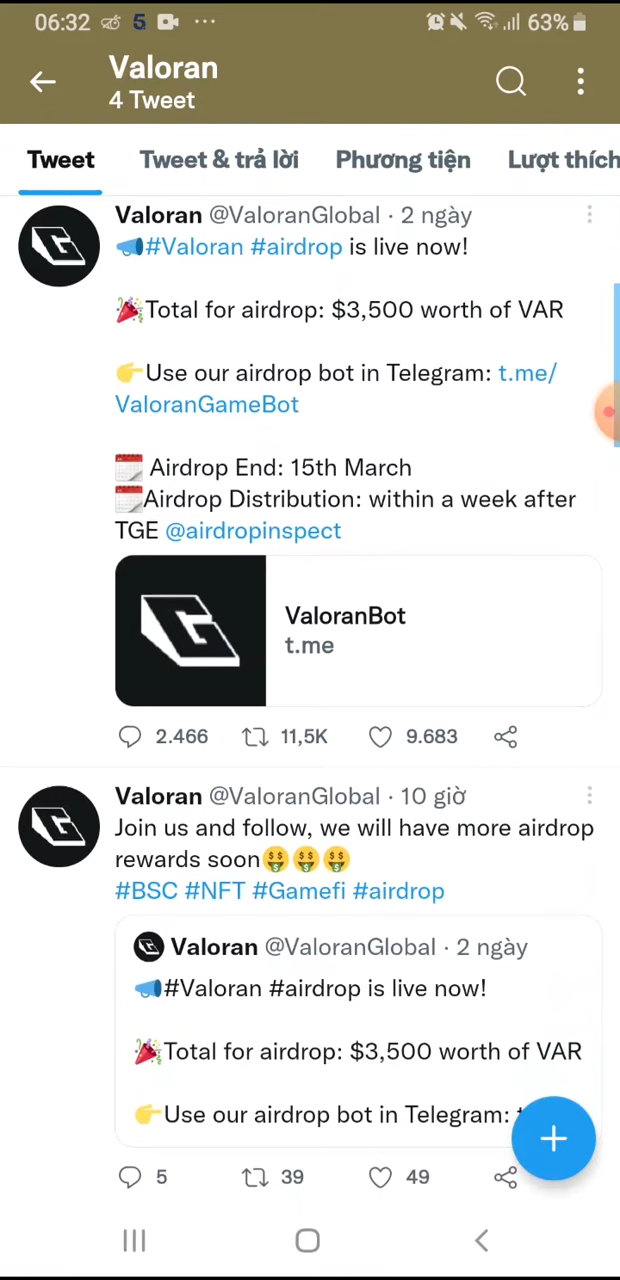 06:32 5 ... 63%
Valoran
4 Tweet
Tweet Tweet & trả lời Phương tiện Lượt thích
Valoran @ValoranGlobal · 2 ngày
📣#Valoran #airdrop is live now!
🎉Total for airdrop: $3,500 worth of VAR
👉Use our airdrop bot in Telegram: t.me/
ValoranGameBot
📅 Airdrop End: 15th March
📅Airdrop Distribution: within a week after
TGE @airdropinspect
ValoranBot
t.me
2.466 11,5K 9.683
Valoran @ValoranGlobal · 10 giờ
Join us and follow, we will have more airdrop
rewards soon🤑🤑🤑
#BSC #NFT #Gamefi #airdrop
Valoran @ValoranGlobal · 2 ngày
📣#Valoran #airdrop is live now!
🎉Total for airdrop: $3,500 worth of VAR
👉Use our airdrop bot in Telegram:
5 39 49